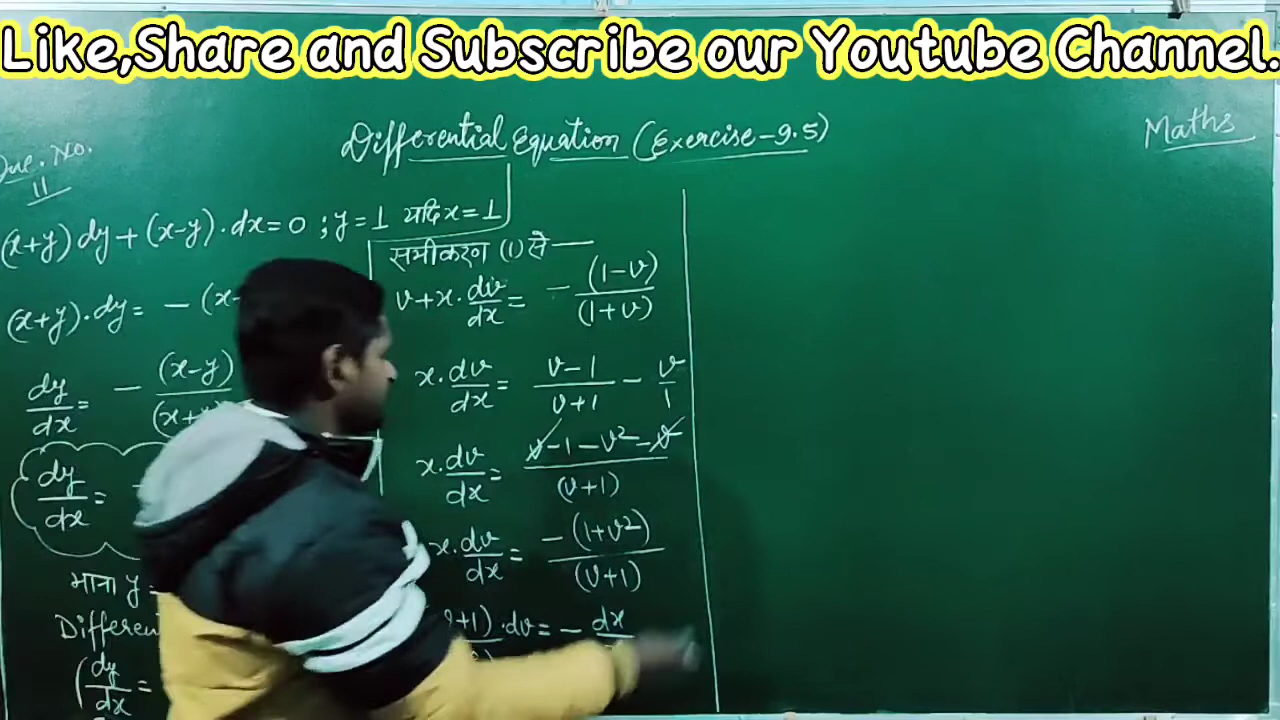 Like,Share and Subscribe our Youtube Channel.
Differential Equation (Exercise-9.5)
Maths
Que. No.
11
(x+y) dy + (x-y).dx = 0 ; y = 1 यदि x = 1
(x+y).dy = - (x-
dy/dx = - (x-y)/(x+y
dy/dx =
माना y =
Differen
(dy/dx =
समीकरण (1) से —
v + x.dv/dx = - (1-v)/(1+v)
x.dv/dx = v-1/v+1 - v/1
x.dv/dx = v-1-v²-v/(v+1)
x.dv/dx = -(1+v²)/(v+1)
+1).dv = - dx